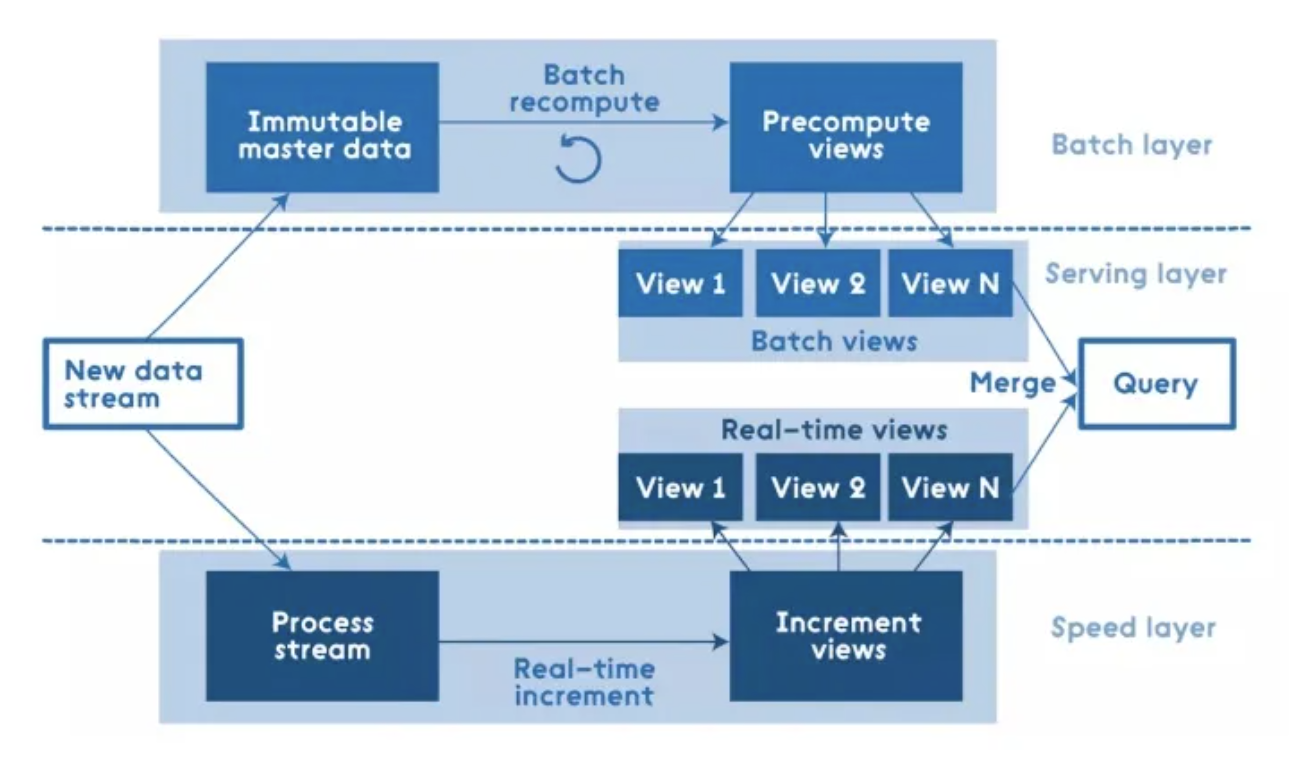 Batch
recompute
Immutable
master data
Precompute
views
Batch layer
View 1
View 2
View N
Serving layer
Batch views
New data
stream
Merge
Query
Real-time views
View 1
View 2
View N
Process
stream
Increment
views
Speed layer
Real-time
increment